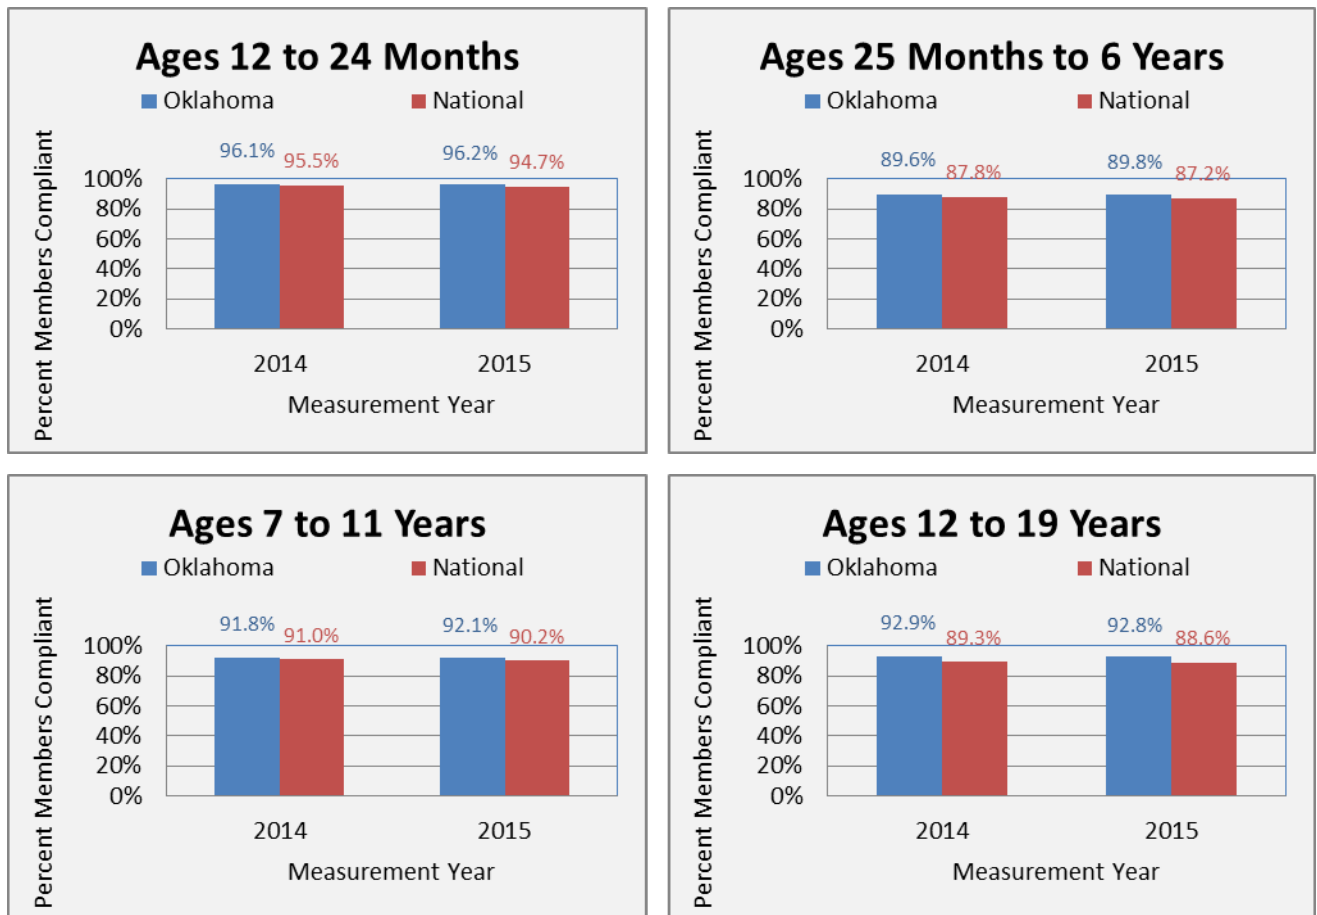 Ages 12 to 24 Months
Oklahoma National
Percent Members Compliant
96.1% 95.5% 96.2% 94.7%
100%
80%
60%
40%
20%
0%
2014 2015
Measurement Year
Ages 25 Months to 6 Years
Oklahoma National
Percent Members Compliant
89.6% 87.8% 89.8% 87.2%
100%
80%
60%
40%
20%
0%
2014 2015
Measurement Year
Ages 7 to 11 Years
Oklahoma National
Percent Members Compliant
91.8% 91.0% 92.1% 90.2%
100%
80%
60%
40%
20%
0%
2014 2015
Measurement Year
Ages 12 to 19 Years
Oklahoma National
Percent Members Compliant
92.9% 89.3% 92.8% 88.6%
100%
80%
60%
40%
20%
0%
2014 2015
Measurement Year